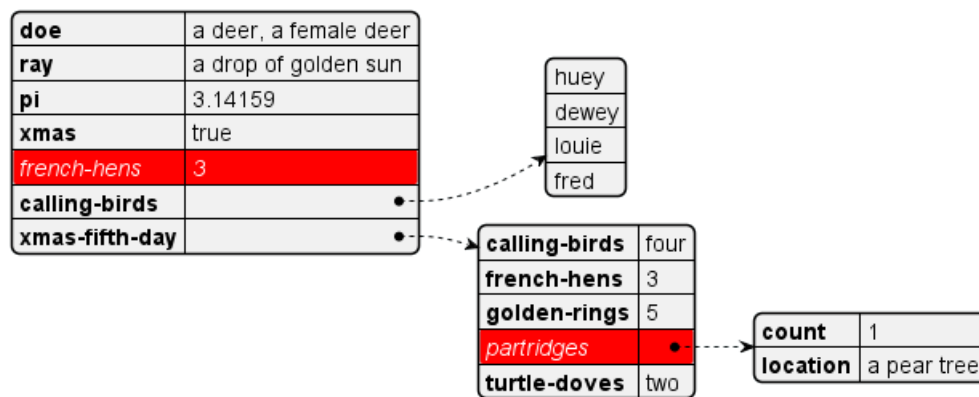 doe a deer, a female deer
ray a drop of golden sun
pi 3.14159
xmas true
french-hens 3
calling-birds
xmas-fifth-day
huey
dewey
louie
fred
calling-birds four
french-hens 3
golden-rings 5
partridges
turtle-doves two
count 1
location a pear tree